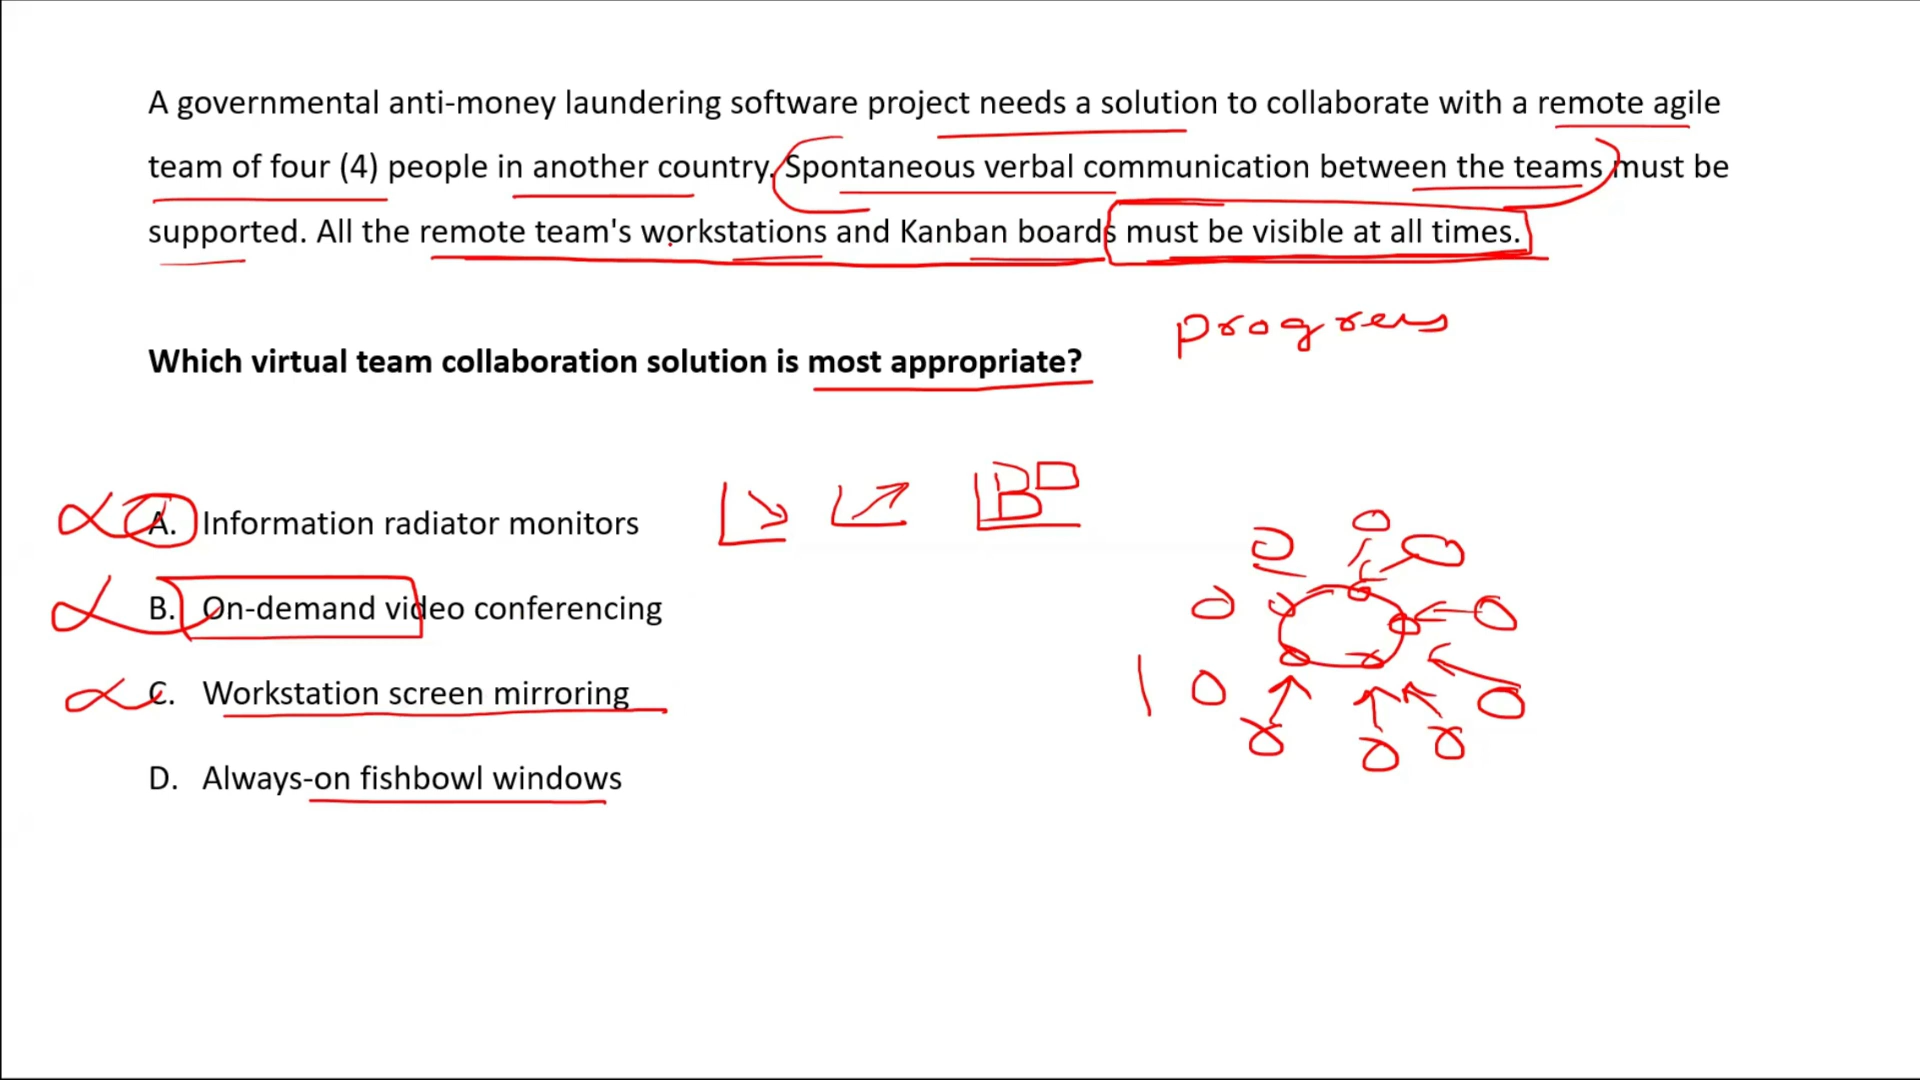 A governmental anti-money laundering software project needs a solution to collaborate with a remote agile
team of four (4) people in another country. Spontaneous verbal communication between the teams must be
supported. All the remote team's workstations and Kanban boards must be visible at all times.
progress
Which virtual team collaboration solution is most appropriate?
A. Information radiator monitors
B. On-demand video conferencing
C. Workstation screen mirroring
D. Always-on fishbowl windows